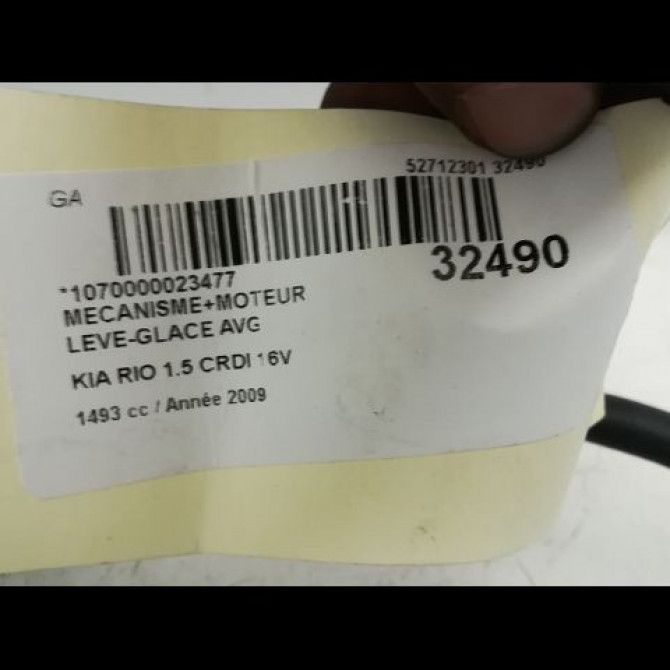 52712301 32490
GA
32490
*1070000023477
MECANISME+MOTEUR
LEVE-GLACE AVG
KIA RIO 1.5 CRDI 16V
1493 cc / Année 2009